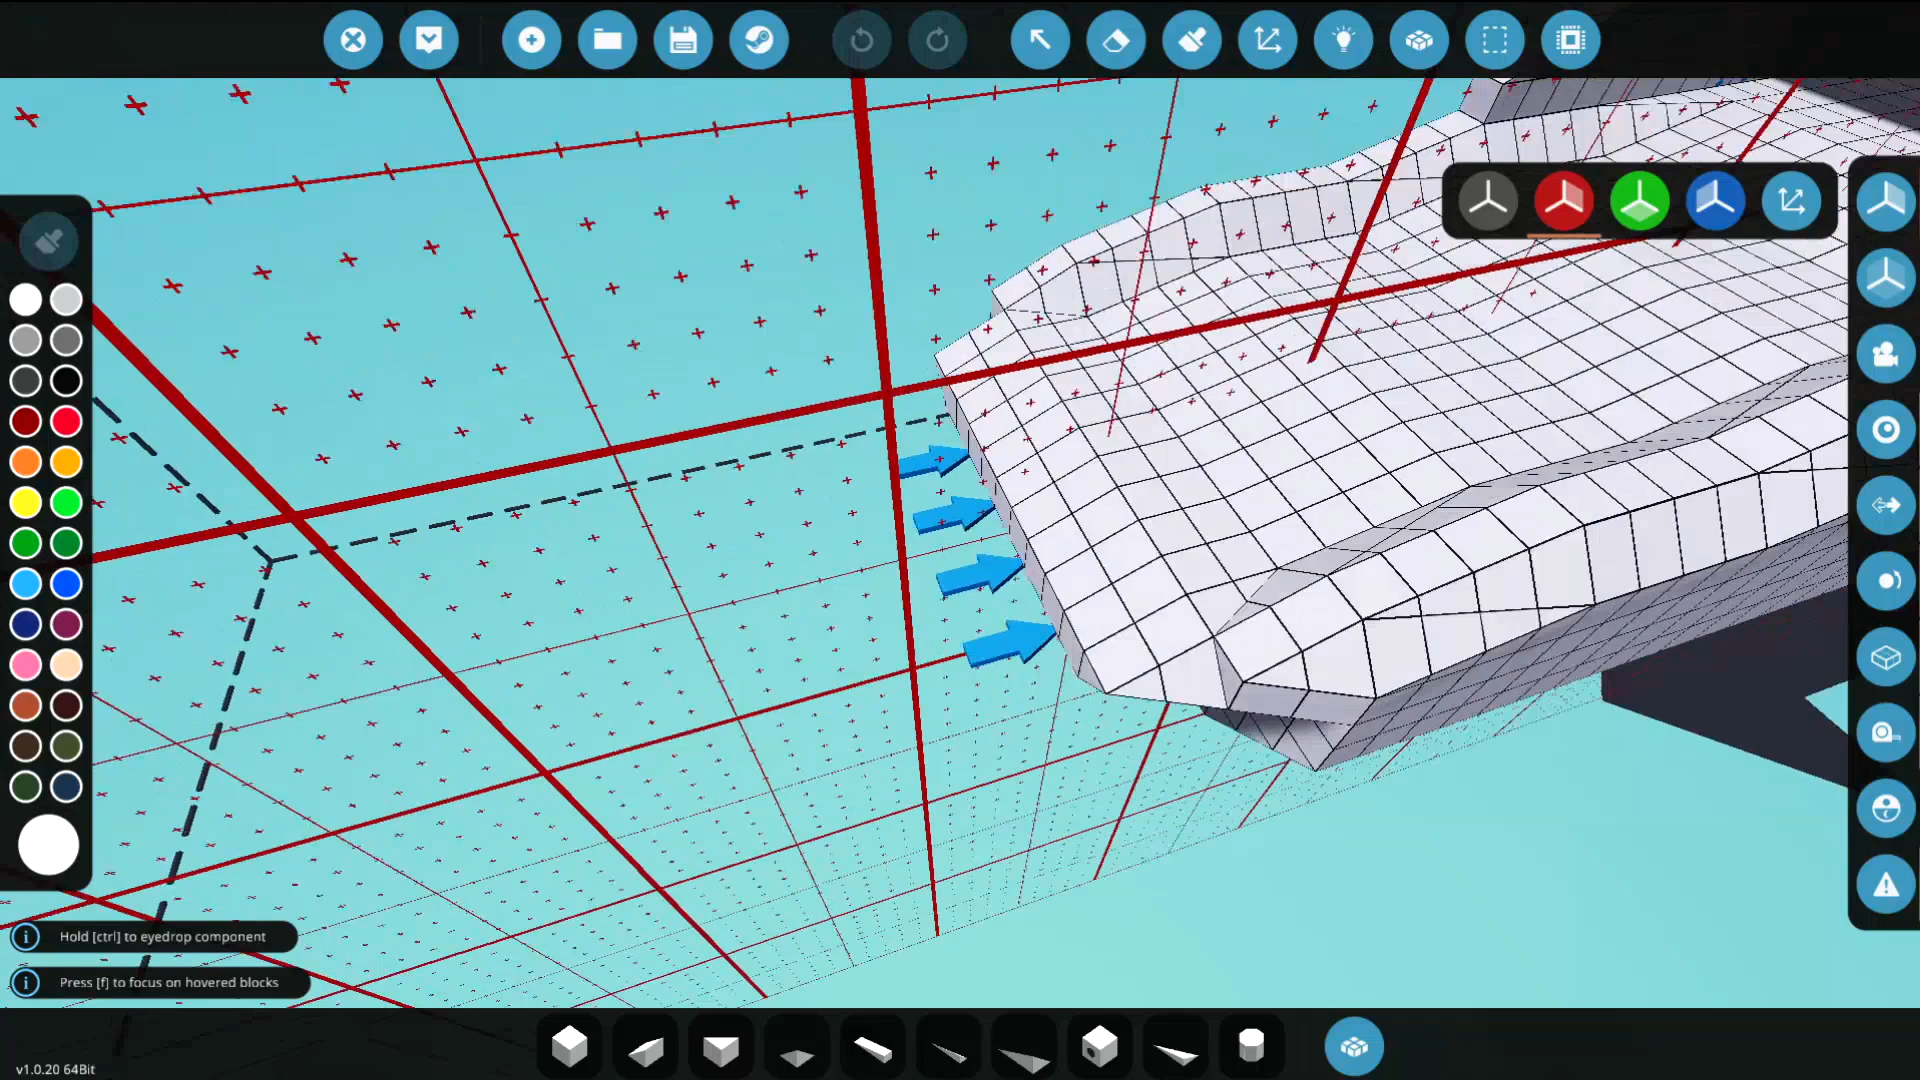 Hold [ctrl] to eyedrop component
Press [f] to focus on hovered blocks
v1.0.20 64Bit